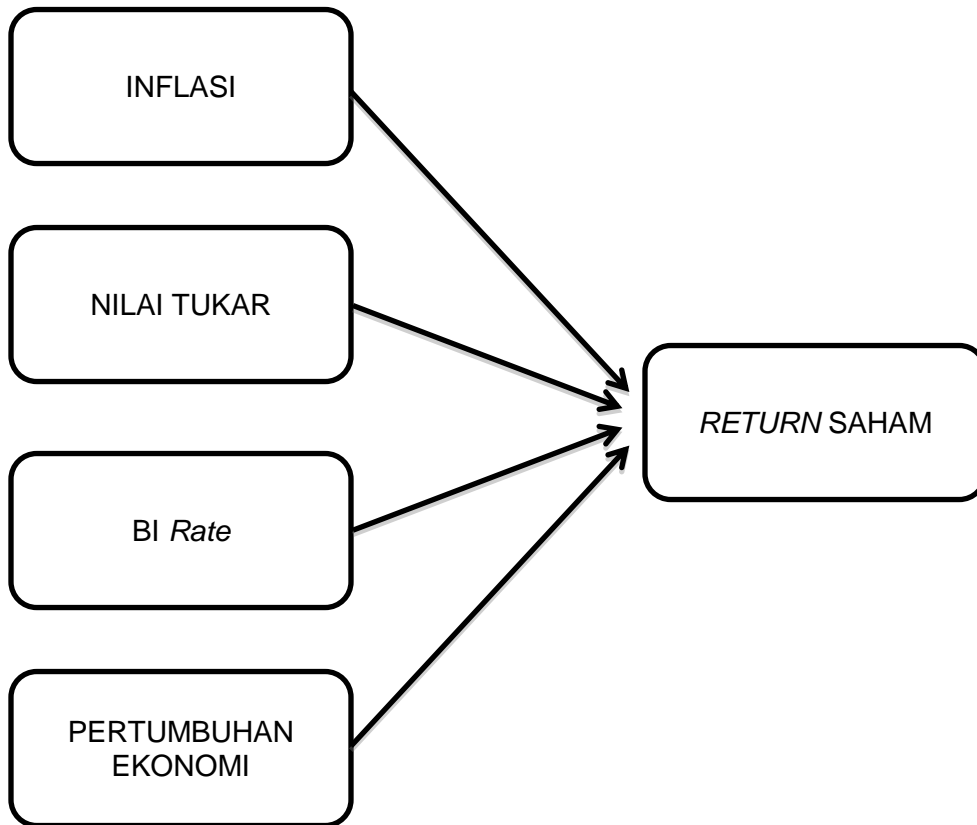 INFLASI
NILAI TUKAR
RETURN SAHAM
BI Rate
PERTUMBUHAN
EKONOMI